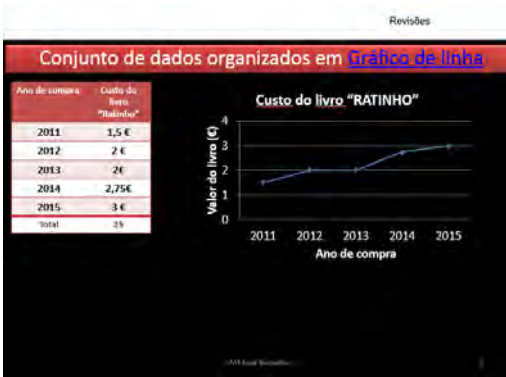 Revisões
Conjunto de dados organizados em Gráfico de linha
Ano de compra
Custo do
livro
"Ratinho"
2011 1,5 €
2012 2 €
2013 2€
2014 2,75€
2015 3 €
Total 25
Custo do livro "RATINHO"
Valor do livro (€)
4
3
2
1
0
2011 2012 2013 2014 2015
Ano de compra